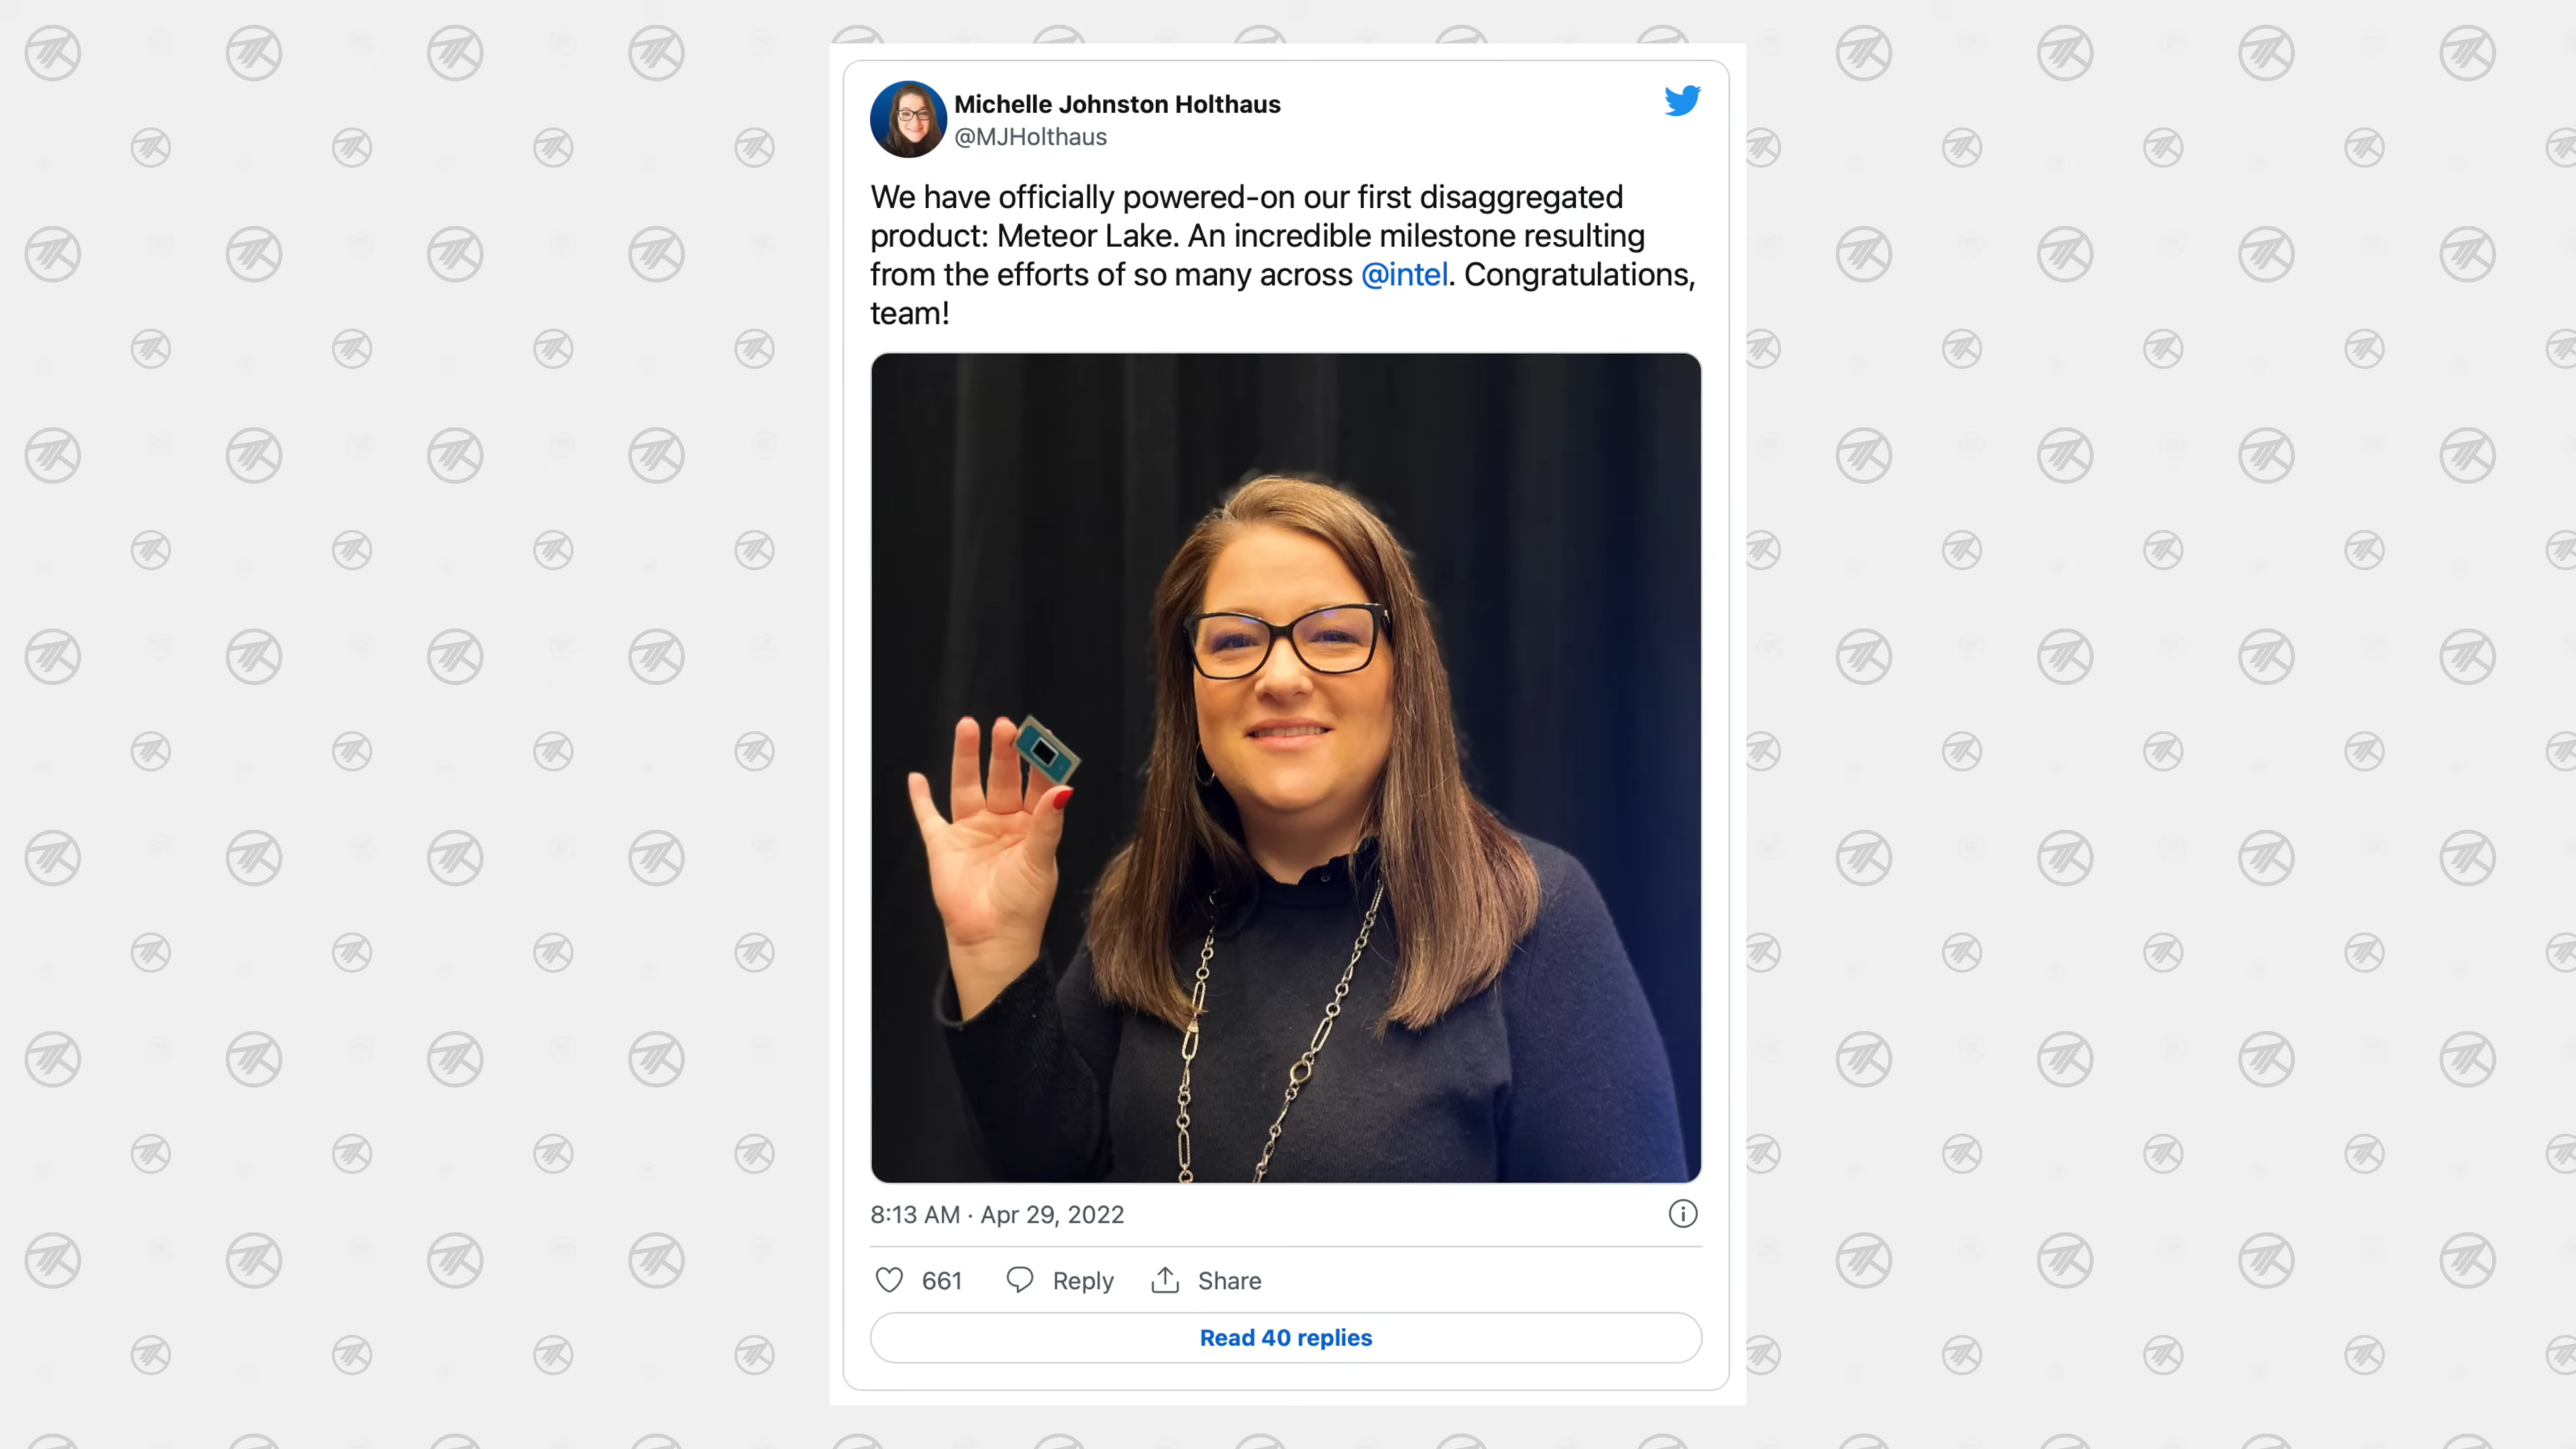 Michelle Johnston Holthaus
@MJHolthaus
We have officially powered-on our first disaggregated
product: Meteor Lake. An incredible milestone resulting
from the efforts of so many across @intel. Congratulations,
team!
8:13 AM · Apr 29, 2022
661 Reply Share
Read 40 replies